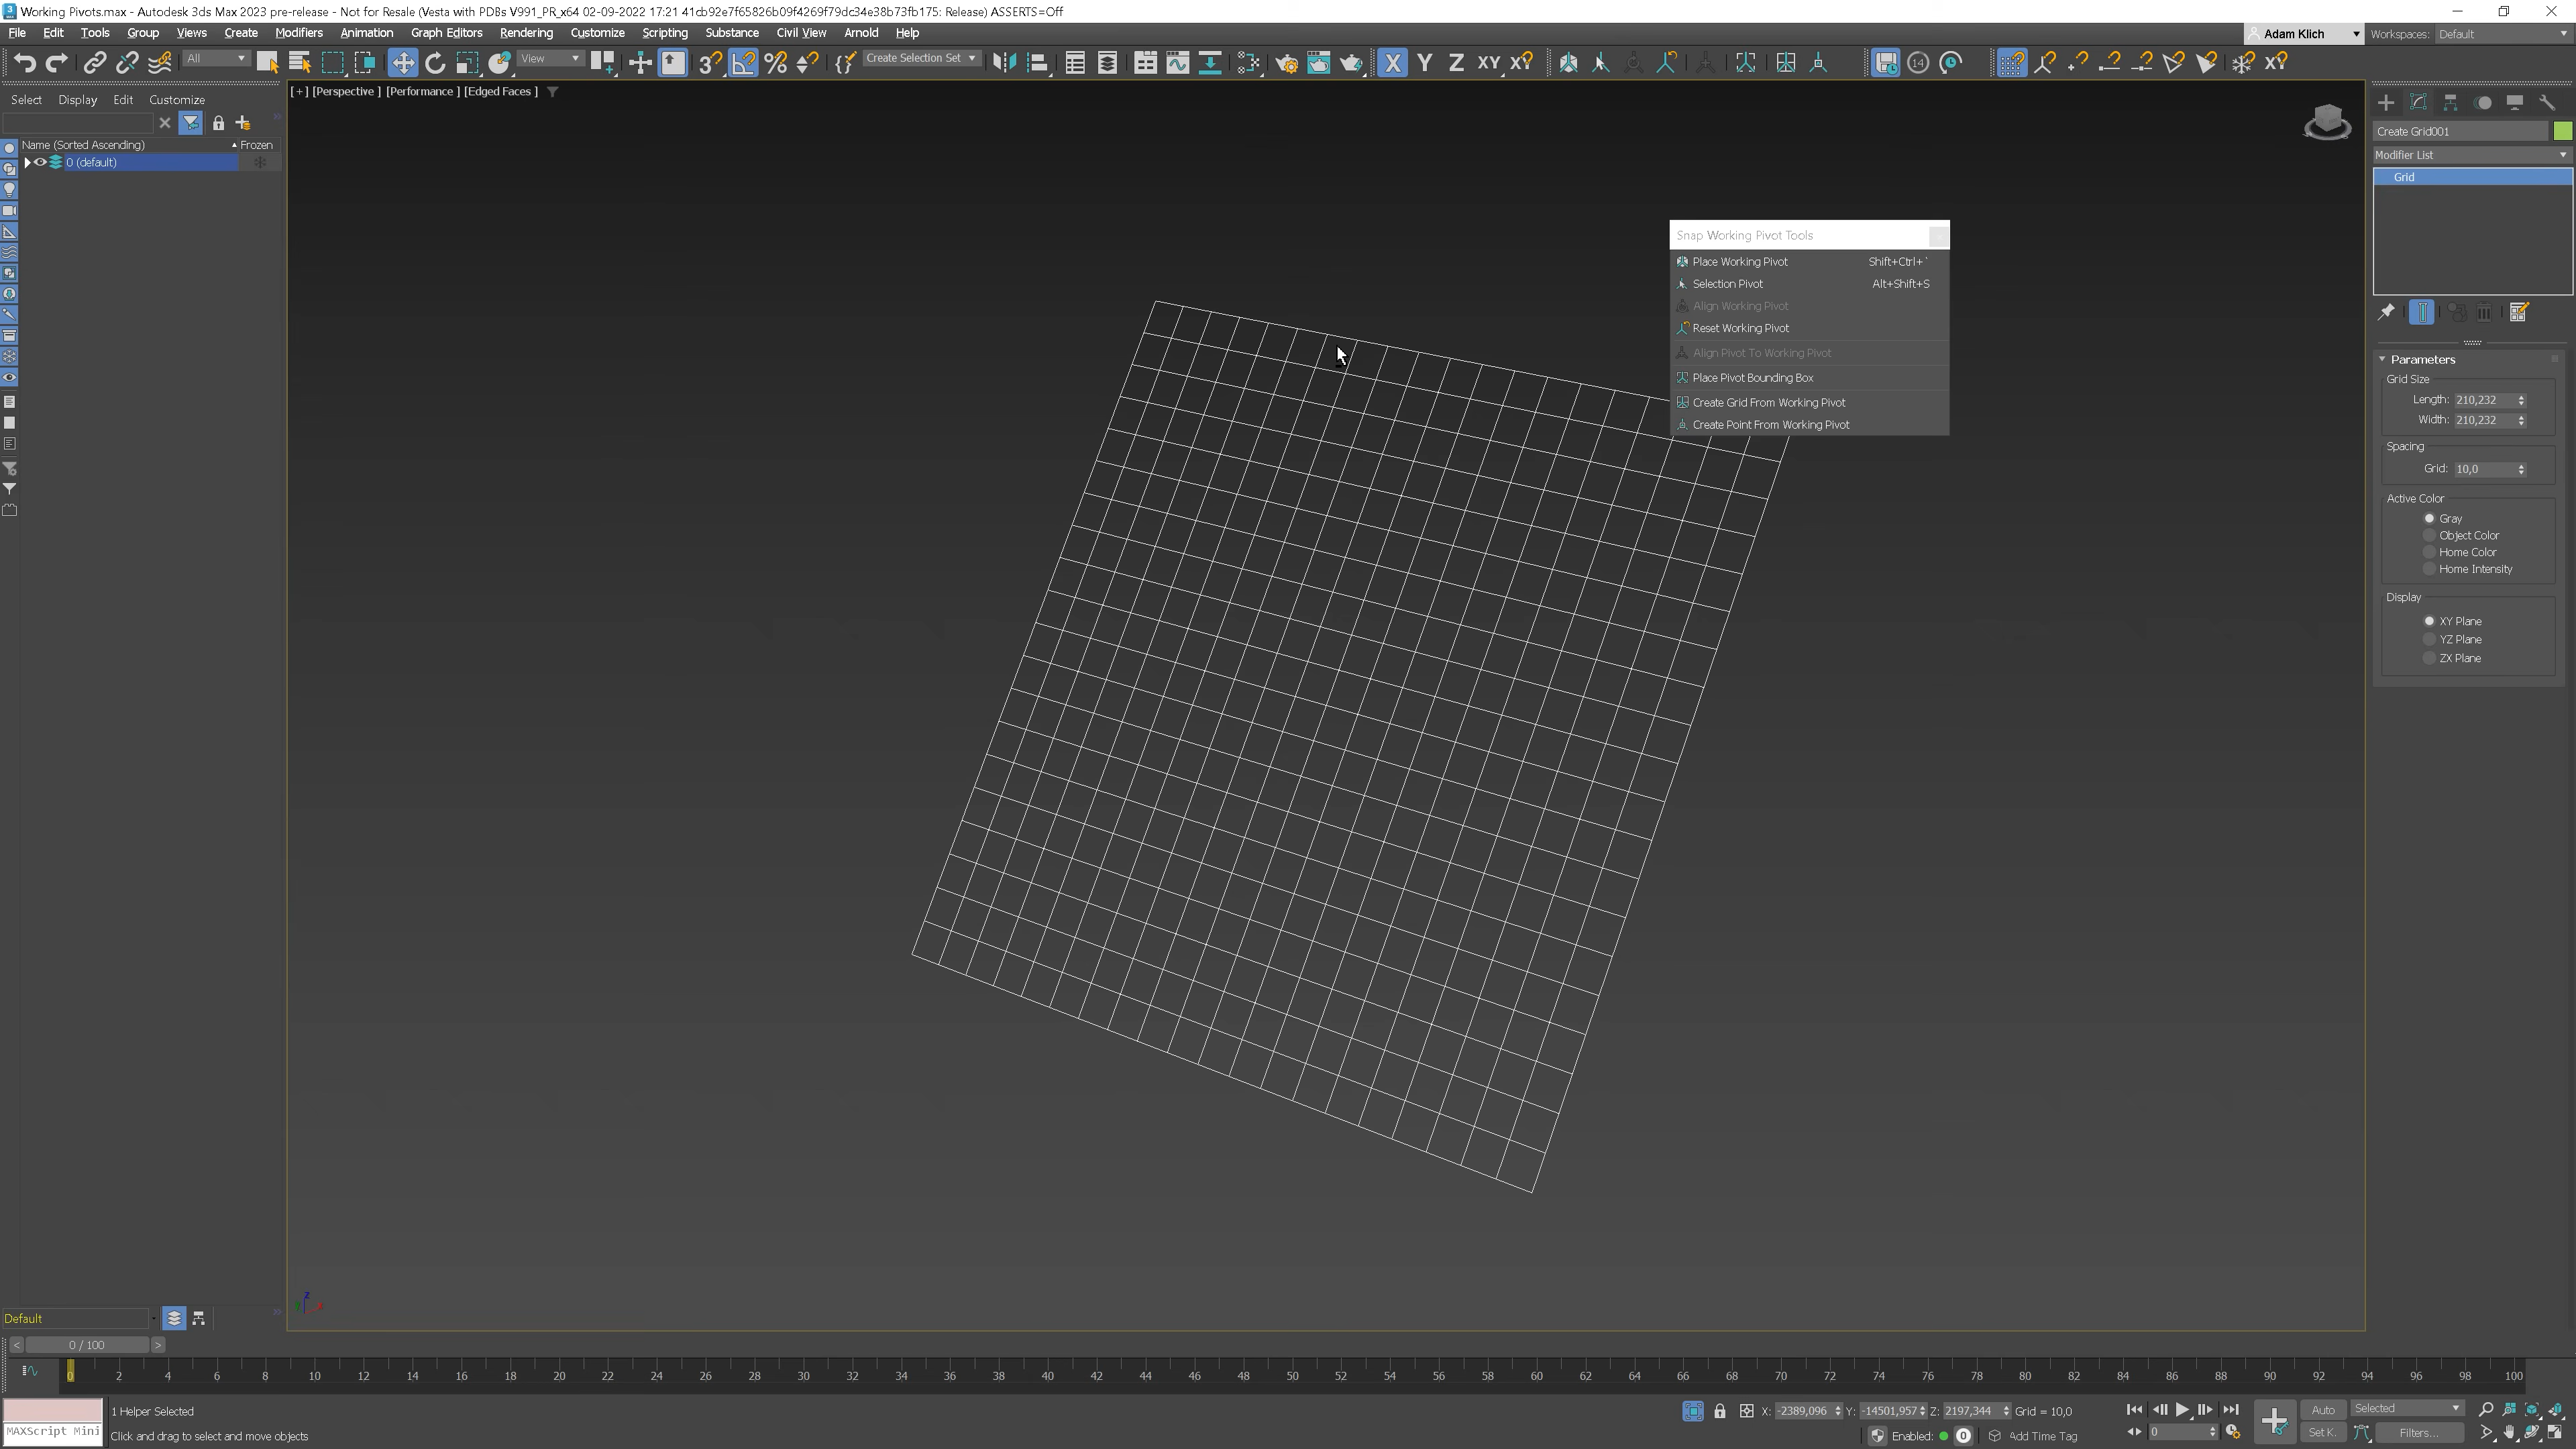 Working Pivots.max - Autodesk 3ds Max 2023 pre-release - Not for Resale (Vesta with PDBs V991_PR_x64 02-09-2022 17:21 41cb92e7f65826b09f4269f79dc34e38b73fb175: Release) ASSERTS=Off
File Edit Tools Group Views Create Modifiers Animation Graph Editors Rendering Customize Scripting Substance Civil View Arnold Help
Adam Klich Workspaces: Default
All View Create Selection Set X Y Z XY XY 14 XY
Select Display Edit Customize
[+] [Perspective ] [Performance ] [Edged Faces ]
Name (Sorted Ascending) Frozen
0 (default)
Create Grid001
Modifier List
Grid
Snap Working Pivot Tools
Place Working Pivot Shift+Ctrl+`
Selection Pivot Alt+Shift+S
Align Working Pivot
Reset Working Pivot
Align Pivot To Working Pivot
Place Pivot Bounding Box
Create Grid From Working Pivot
Create Point From Working Pivot
Parameters
Grid Size
Length: 210,232
Width: 210,232
Spacing
Grid: 10,0
Active Color
Gray
Object Color
Home Color
Home Intensity
Display
XY Plane
YZ Plane
ZX Plane
z
x
Default
< 0 / 100 >
0 2 4 6 8 10 12 14 16 18 20 22 24 26 28 30 32 34 36 38 40 42 44 46 48 50 52 54 56 58 60 62 64 66 68 70 72 74 76 78 80 82 84 86 88 90 92 94 96 98 100
1 Helper Selected
X: -2389,096 Y: -14501,957 Z: 2197,344 Grid = 10,0
Auto Selected
MAXScript Mini
Click and drag to select and move objects
Enabled: 0 Add Time Tag
0
Set K. Filters...